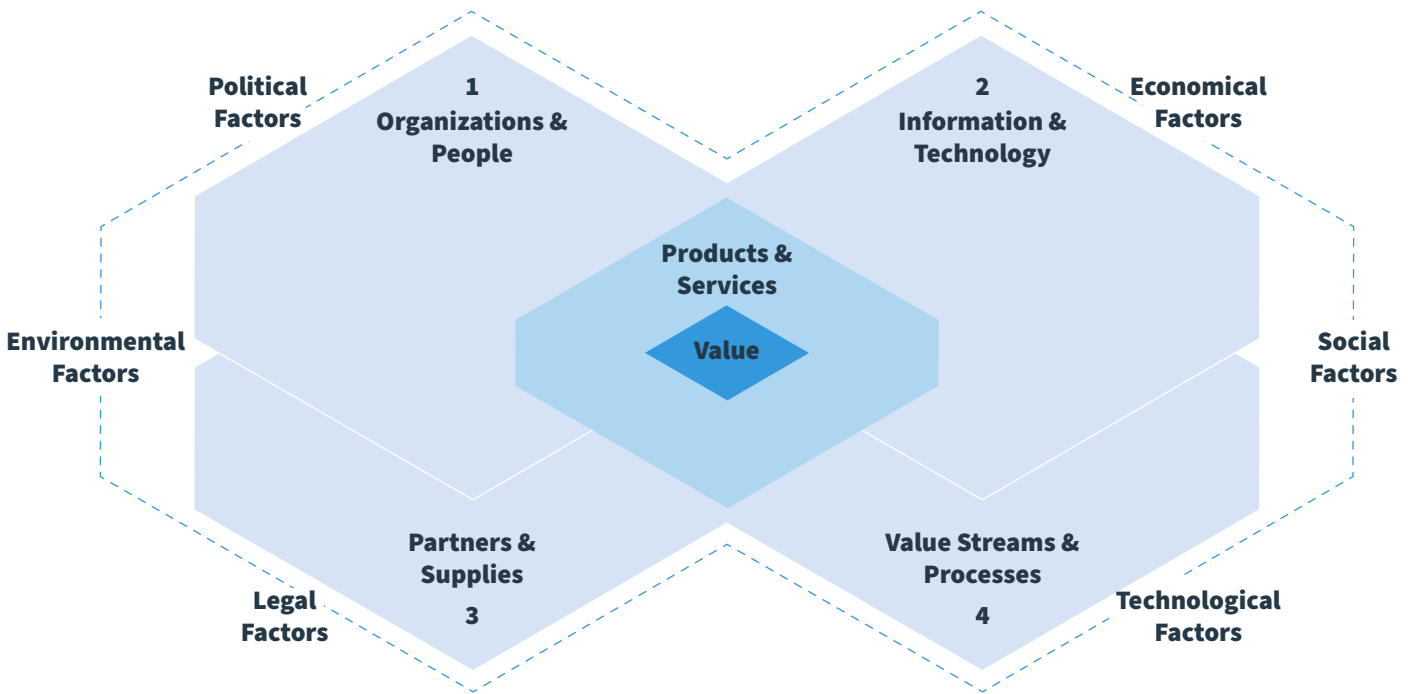 Political
Factors
1
Organizations &
People
2
Information &
Technology
Economical
Factors
Products &
Services
Value
Environmental
Factors
Social
Factors
Partners &
Supplies
3
Value Streams &
Processes
4
Legal
Factors
Technological
Factors